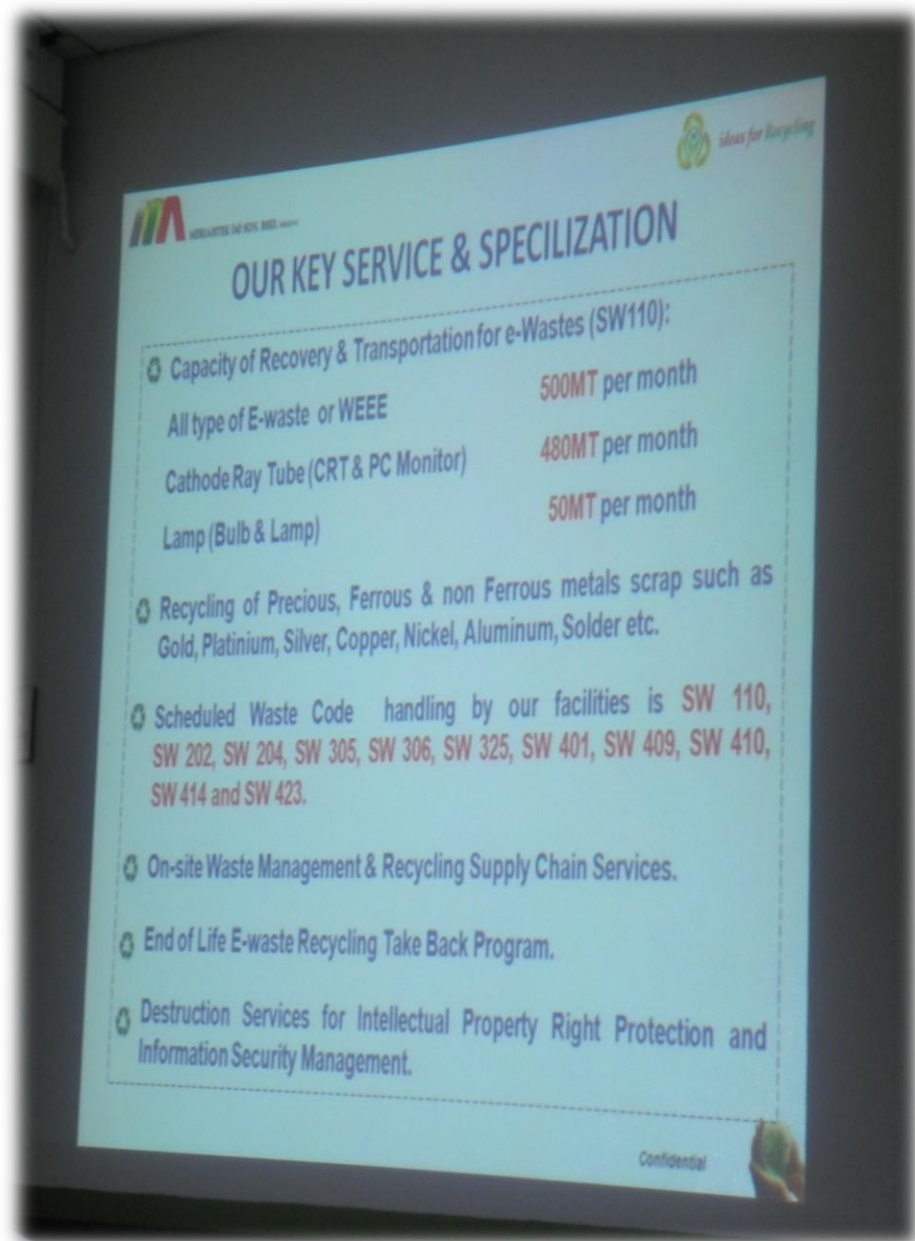 ideas for Recycling
SDN. BHD.
OUR KEY SERVICE & SPECILIZATION
Capacity of Recovery & Transportation for e-Wastes (SW110):
All type of E-waste or WEEE 500MT per month
Cathode Ray Tube (CRT & PC Monitor) 480MT per month
Lamp (Bulb & Lamp) 50MT per month
Recycling of Precious, Ferrous & non Ferrous metals scrap such as
Gold, Platinium, Silver, Copper, Nickel, Aluminum, Solder etc.
Scheduled Waste Code handling by our facilities is SW 110,
SW 202, SW 204, SW 305, SW 306, SW 325, SW 401, SW 409, SW 410,
SW 414 and SW 423.
On-site Waste Management & Recycling Supply Chain Services.
End of Life E-waste Recycling Take Back Program.
Destruction Services for Intellectual Property Right Protection and
Information Security Management.
Confidential